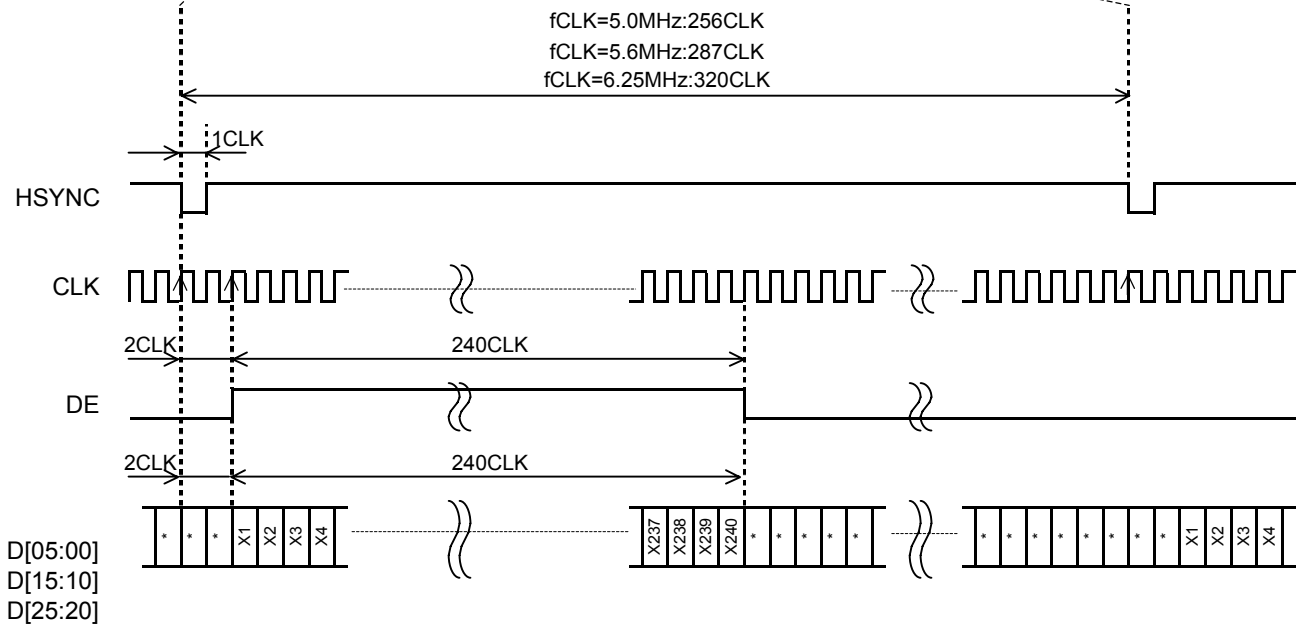 fCLK=5.0MHz:256CLK
fCLK=5.6MHz:287CLK
fCLK=6.25MHz:320CLK
1CLK
HSYNC
CLK
2CLK 240CLK
DE
2CLK 240CLK
* * * X1 X2 X3 X4 X237 X238 X239 X240 * * * * * * * * * * * * * X1 X2 X3 X4
D[05:00]
D[15:10]
D[25:20]